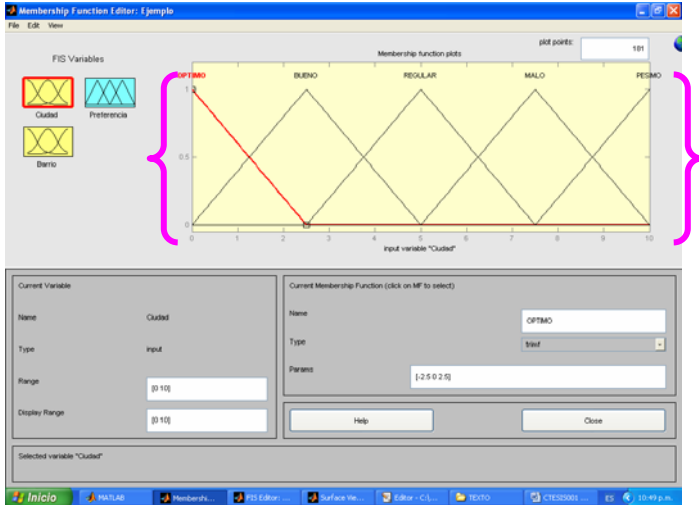 Membership Function Editor: Ejemplo
File Edit View
FIS Variables
Ciudad
Preferencia
Barrio
plot points:
181
Membership function plots
OPTIMO
BUENO
REGULAR
MALO
PESIMO
1
0.5
0
0 1 2 3 4 5 6 7 8 9 10
input variable "Ciudad"
Current Variable
Name Ciudad
Type input
Range [0 10]
Display Range [0 10]
Current Membership Function (click on MF to select)
Name OPTIMO
Type trimf
Params [-2.5 0 2.5]
Help
Close
Selected variable "Ciudad"
Inicio
MATLAB
Membershi...
FIS Editor: ...
Surface Vie...
Editor - C:\...
TEXTO
CTESIS001 ...
ES
10:49 p.m.